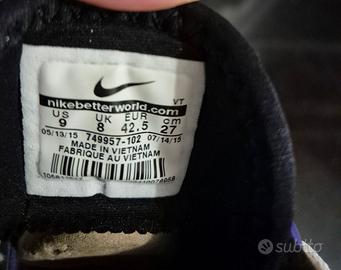 nikebetterworld.com
VT
US UK EUR cm
9 8 42.5 27
05/13/15 749957-102 07/14/15
MADE IN VIETNAM
FABRIQUE AU VIETNAM
subito